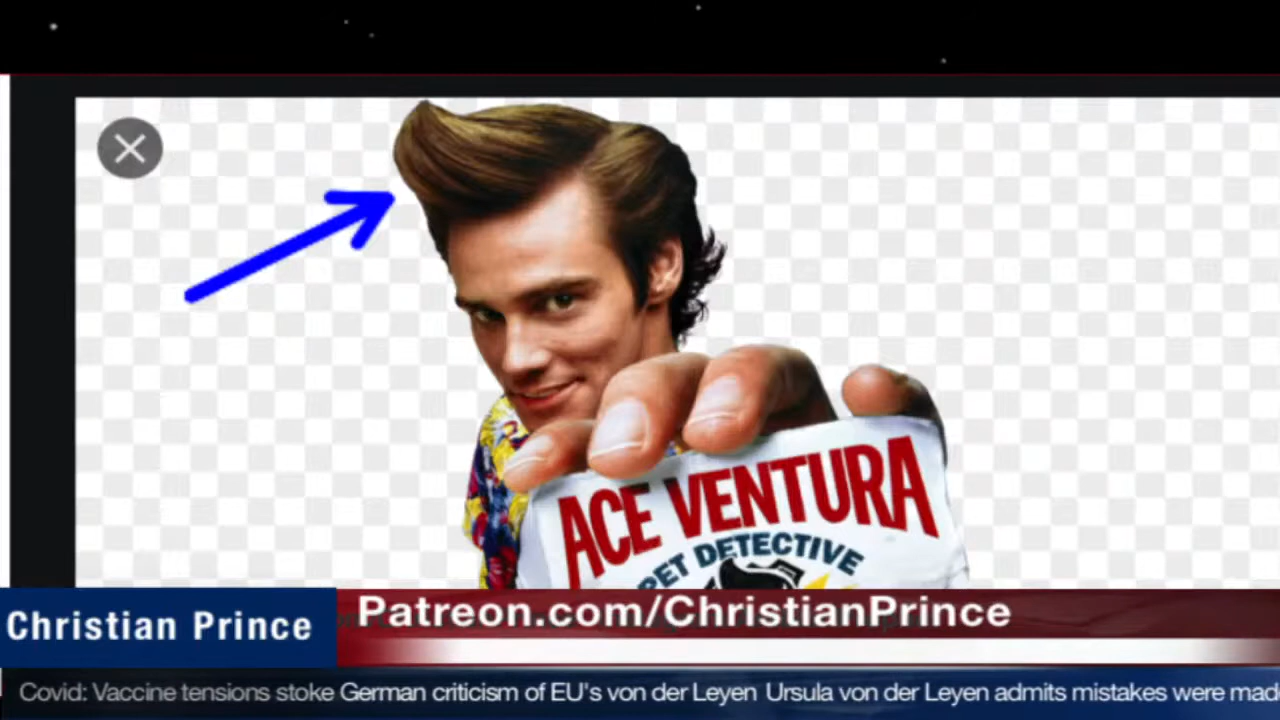 ACE VENTURA
PET DETECTIVE
Christian Prince
Patreon.com/ChristianPrince
Covid: Vaccine tensions stoke German criticism of EU's von der Leyen Ursula von der Leyen admits mistakes were made